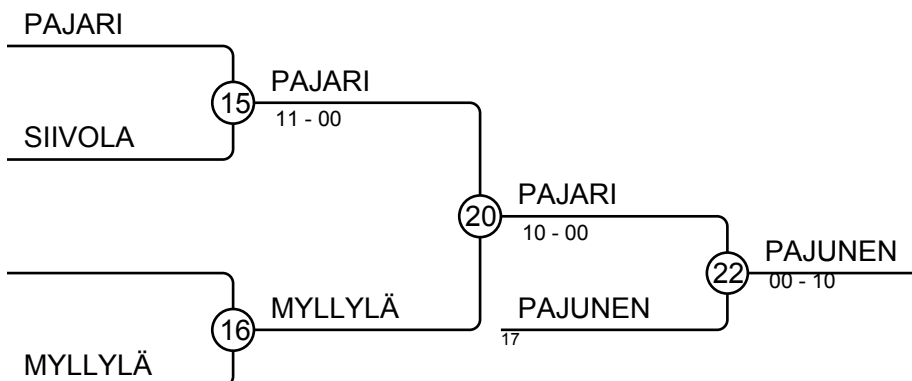 PAJARI
15
PAJARI
11 - 00
SIIVOLA
20
PAJARI
10 - 00
22
PAJUNEN
00 - 10
16
MYLLYLÄ
PAJUNEN
17
MYLLYLÄ